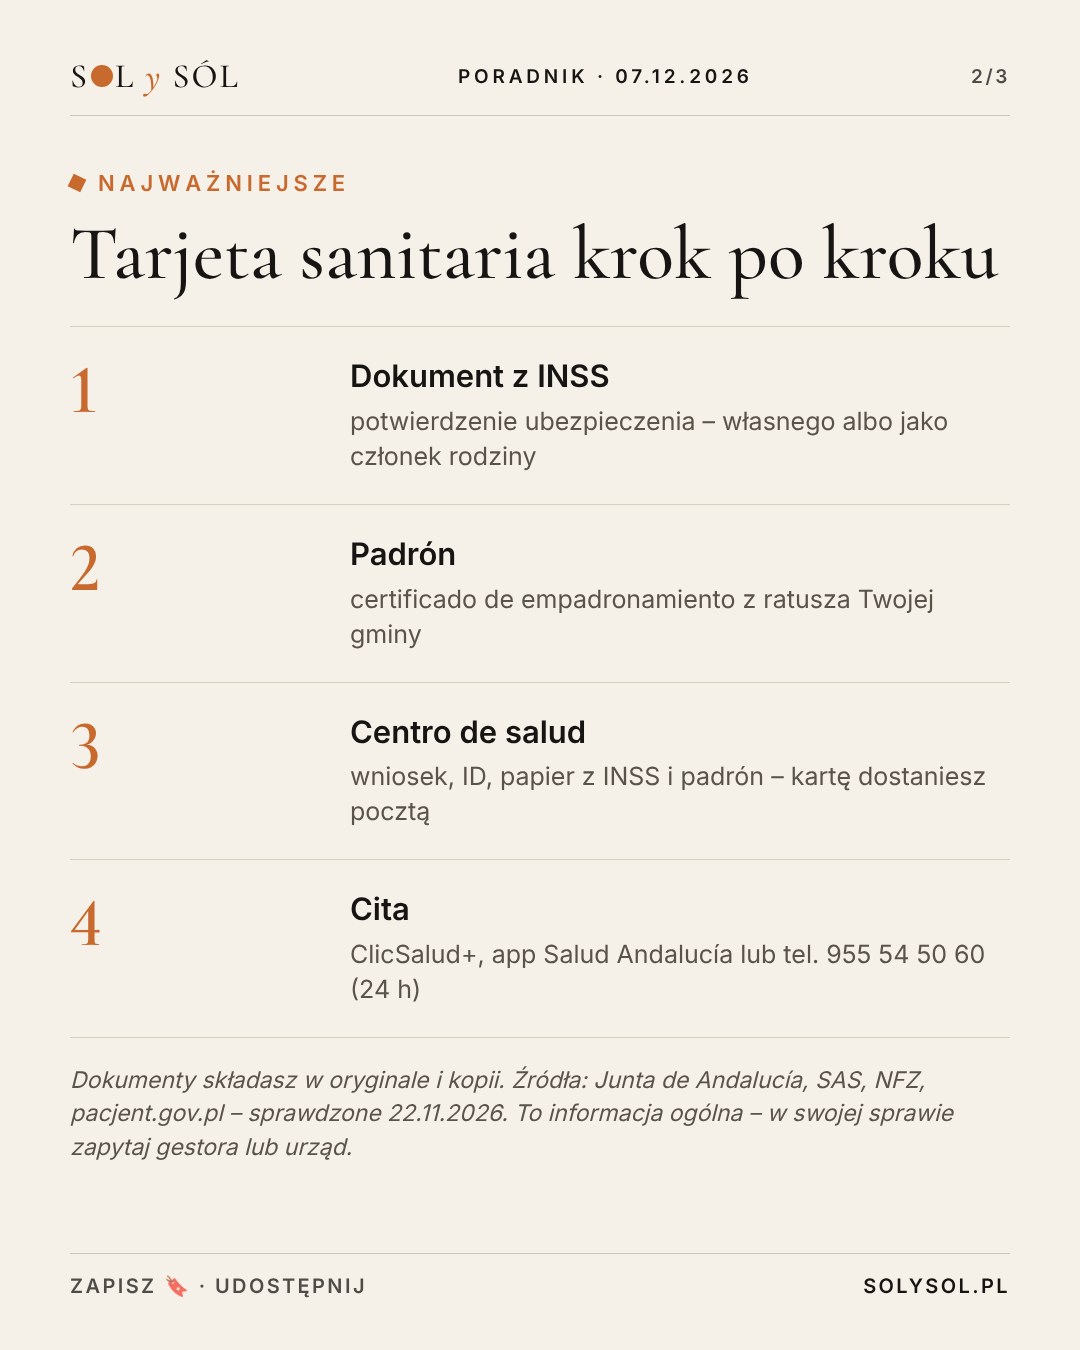 SOL y SÓL
PORADNIK · 07.12.2026
2/3
NAJWAŻNIEJSZE
Tarjeta sanitaria krok po kroku
1
Dokument z INSS
potwierdzenie ubezpieczenia – własnego albo jako
członek rodziny
2
Padrón
certificado de empadronamiento z ratusza Twojej
gminy
3
Centro de salud
wniosek, ID, papier z INSS i padrón – kartę dostaniesz
pocztą
4
Cita
ClicSalud+, app Salud Andalucía lub tel. 955 54 50 60
(24 h)
Dokumenty składasz w oryginale i kopii. Źródła: Junta de Andalucía, SAS, NFZ,
pacjent.gov.pl – sprawdzone 22.11.2026. To informacja ogólna – w swojej sprawie
zapytaj gestora lub urząd.
ZAPISZ 🔖 · UDOSTĘPNIJ
SOLYSOL.PL